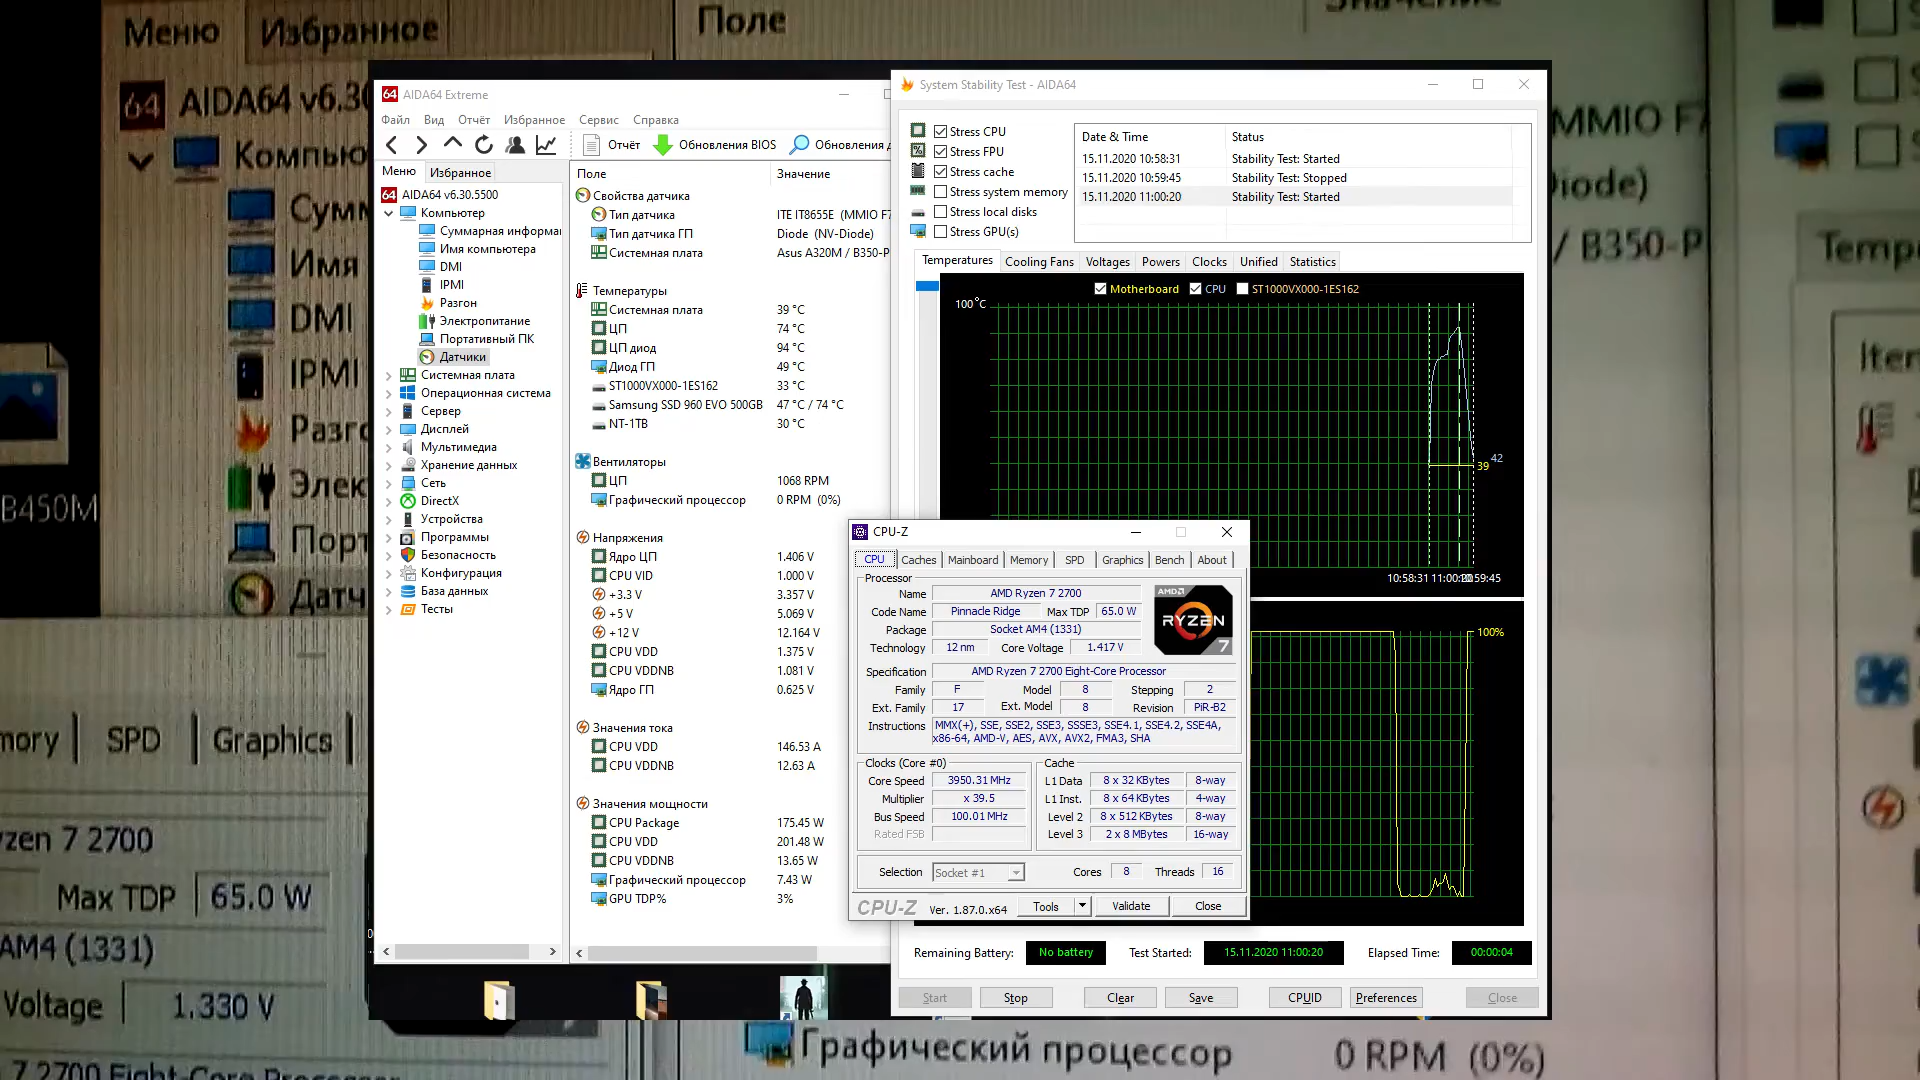 Меню
Избранное
Поле
AIDA64 v6.30
Имя
DMI
IPMI
B450M
SPD
Graphics
7 2700
Max TDP
65.0 W
AM4 (1331)
Voltage
1.330 V
Графический процессор
0 RPM (0%)
/ B350-P
AIDA64 Extreme
Файл Вид Отчёт Избранное Сервис Справка
Отчёт Обновления BIOS Обновления д
Меню Избранное
AIDA64 v6.30.5500
Компьютер
Суммарная информа
Имя компьютера
DMI
IPMI
Разгон
Электропитание
Портативный ПК
Датчики
Системная плата
Операционная система
Сервер
Дисплей
Мультимедиа
Хранение данных
Сеть
DirectX
Устройства
Программы
Безопасность
Конфигурация
База данных
Тесты
Поле Значение
Свойства датчика
Тип датчика ITE IT8655E (MMIO F7
Тип датчика ГП Diode (NV-Diode)
Системная плата Asus A320M / B350-P
Температуры
Системная плата 39 °C
ЦП 74 °C
ЦП диод 94 °C
Диод ГП 49 °C
ST1000VX000-1ES162 33 °C
Samsung SSD 960 EVO 500GB 47 °C / 74 °C
NT-1TB 30 °C
Вентиляторы
ЦП 1068 RPM
Графический процессор 0 RPM (0%)
Напряжения
Ядро ЦП 1.406 V
CPU VID 1.000 V
+3.3 V 3.357 V
+5 V 5.069 V
+12 V 12.164 V
CPU VDD 1.375 V
CPU VDDNB 1.081 V
Ядро ГП 0.625 V
Значения тока
CPU VDD 146.53 A
CPU VDDNB 12.63 A
Значения мощности
CPU Package 175.45 W
CPU VDD 201.48 W
CPU VDDNB 13.65 W
Графический процессор 7.43 W
GPU TDP% 3%
System Stability Test - AIDA64
Stress CPU
Stress FPU
Stress cache
Stress system memory
Stress local disks
Stress GPU(s)
Date & Time Status
15.11.2020 10:58:31 Stability Test: Started
15.11.2020 10:59:45 Stability Test: Stopped
15.11.2020 11:00:20 Stability Test: Started
Temperatures Cooling Fans Voltages Powers Clocks Unified Statistics
Motherboard CPU ST1000VX000-1ES162
100°C
39 42
10:58:31
100%
CPU-Z
CPU Caches Mainboard Memory SPD Graphics Bench About
Processor
Name AMD Ryzen 7 2700
Code Name Pinnacle Ridge Max TDP 65.0 W
Package Socket AM4 (1331)
Technology 12 nm Core Voltage 1.417 V
AMD RYZEN 7
Specification AMD Ryzen 7 2700 Eight-Core Processor
Family F Model 8 Stepping 2
Ext. Family 17 Ext. Model 8 Revision PiR-B2
Instructions MMX(+), SSE, SSE2, SSE3, SSSE3, SSE4.1, SSE4.2, SSE4A,
x86-64, AMD-V, AES, AVX, AVX2, FMA3, SHA
Clocks (Core #0)
Core Speed 3950.31 MHz
Multiplier x 39.5
Bus Speed 100.01 MHz
Rated FSB
Cache
L1 Data 8 x 32 KBytes 8-way
L1 Inst. 8 x 64 KBytes 4-way
Level 2 8 x 512 KBytes 8-way
Level 3 2 x 8 MBytes 16-way
Selection Socket #1 Cores 8 Threads 16
CPU-Z Ver. 1.87.0.x64 Tools Validate Close
Remaining Battery: No battery Test Started: 15.11.2020 11:00:20 Elapsed Time: 00:00:04
Start Stop Clear Save CPUID Preferences Close